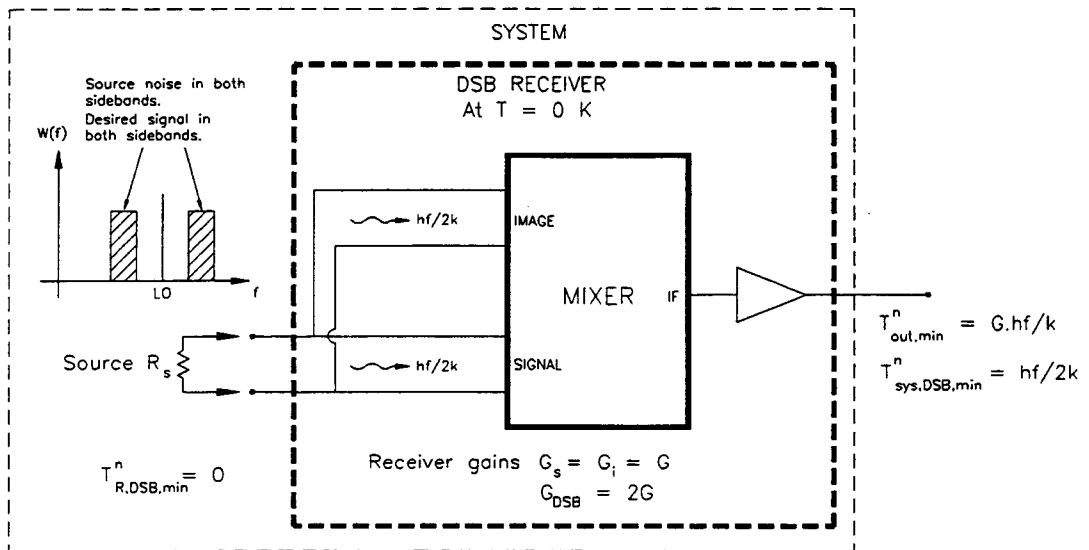 SYSTEM
Source noise in both
sidebands.
Desired signal in
both sidebands.
W(f)
LO
f
DSB RECEIVER
At T = 0 K
hf/2k
IMAGE
MIXER
IF
Source R_s
hf/2k
SIGNAL
T^n_out,min = G.hf/k
T^n_sys,DSB,min = hf/2k
T^n_R,DSB,min = 0
Receiver gains G_s = G_i = G
G_DSB = 2G